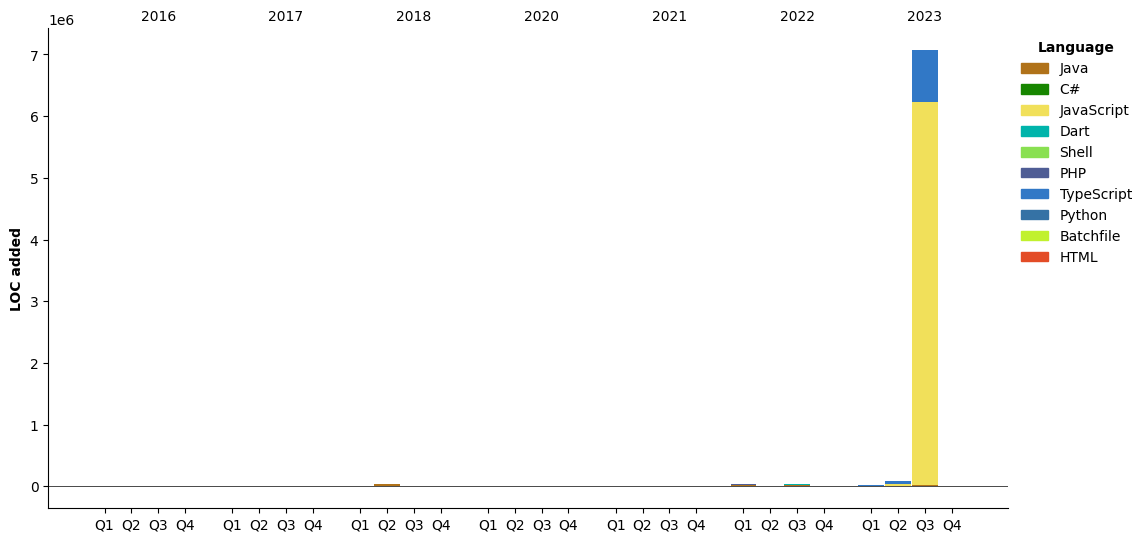 1e6
2016 2017 2018 2020 2021 2022 2023
LOC added
7
6
5
4
3
2
1
0
Q1 Q2 Q3 Q4 Q1 Q2 Q3 Q4 Q1 Q2 Q3 Q4 Q1 Q2 Q3 Q4 Q1 Q2 Q3 Q4 Q1 Q2 Q3 Q4 Q1 Q2 Q3 Q4
Language
Java
C#
JavaScript
Dart
Shell
PHP
TypeScript
Python
Batchfile
HTML